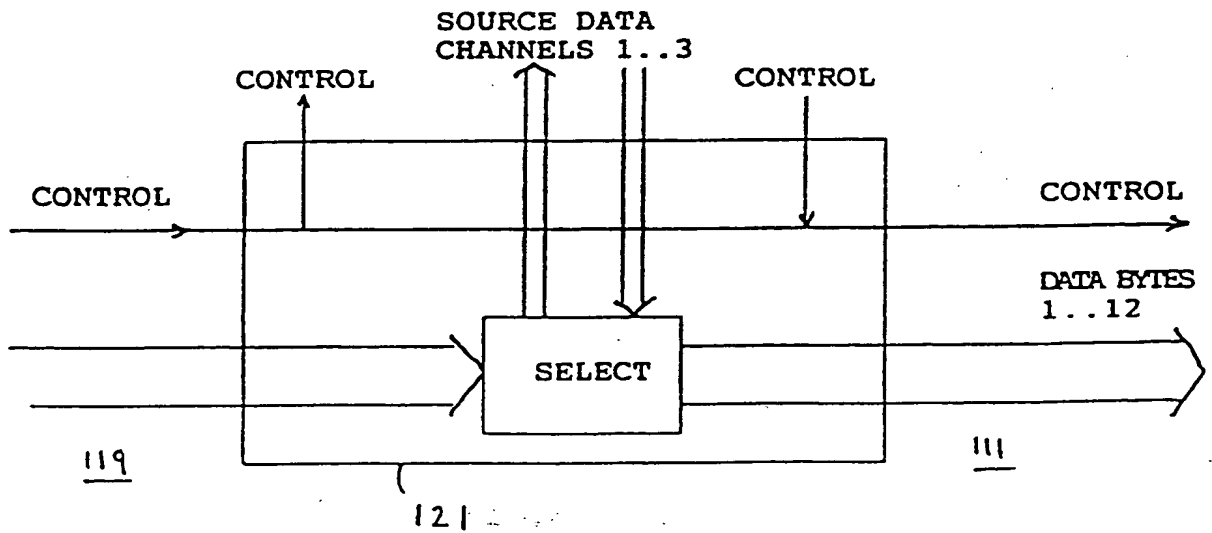 SOURCE DATA
CHANNELS 1..3
CONTROL
CONTROL
CONTROL
CONTROL
DATA BYTES
1..12
SELECT
119
111
121